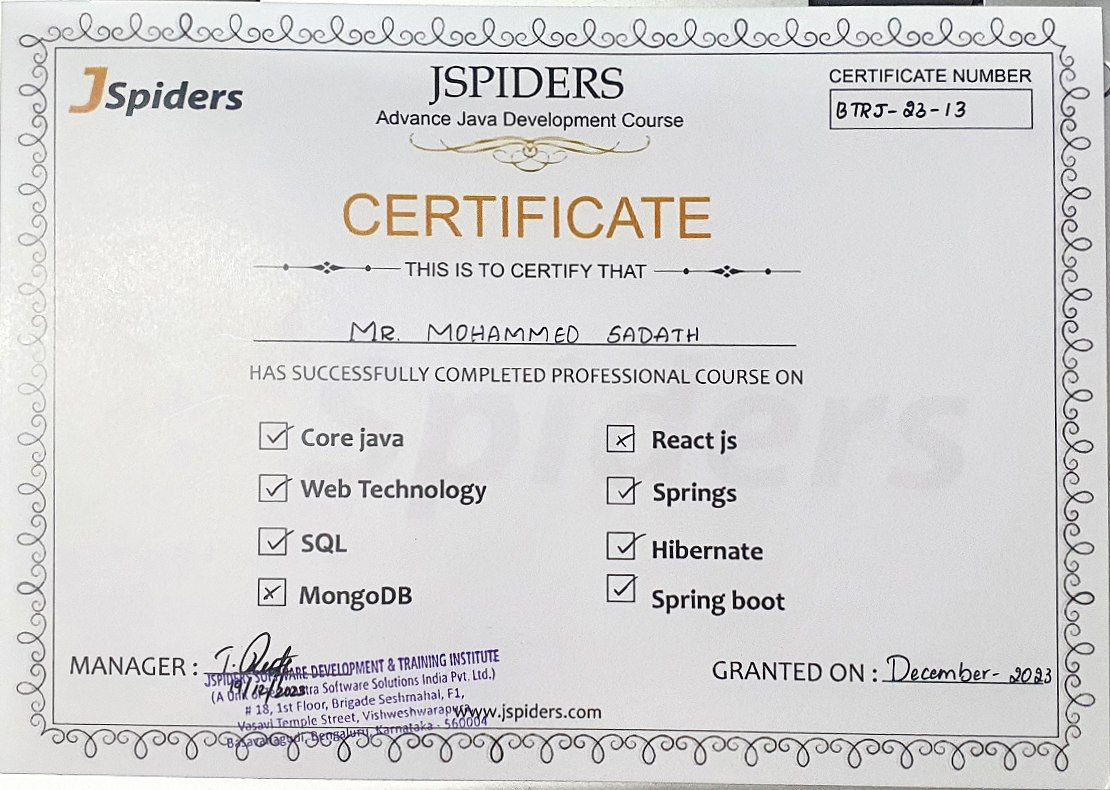 JSpiders
JSPIDERS
Advance Java Development Course
CERTIFICATE NUMBER
BTRJ-23-13
CERTIFICATE
THIS IS TO CERTIFY THAT
MR. MOHAMMED SADATH
HAS SUCCESSFULLY COMPLETED PROFESSIONAL COURSE ON
Core java
Web Technology
SQL
MongoDB
React js
Springs
Hibernate
Spring boot
MANAGER :
19/12/2023
JSPIDERS SOFTWARE DEVELOPMENT & TRAINING INSTITUTE
(A Unit of Software Solutions India Pvt. Ltd.)
# 18, 1st Floor, Brigade Seshmahal, F1,
Vasavi Temple Street, Vishweshwarapura,
Basavanagudi, Bengaluru, Karnataka - 560004
www.jspiders.com
GRANTED ON : December- 2023